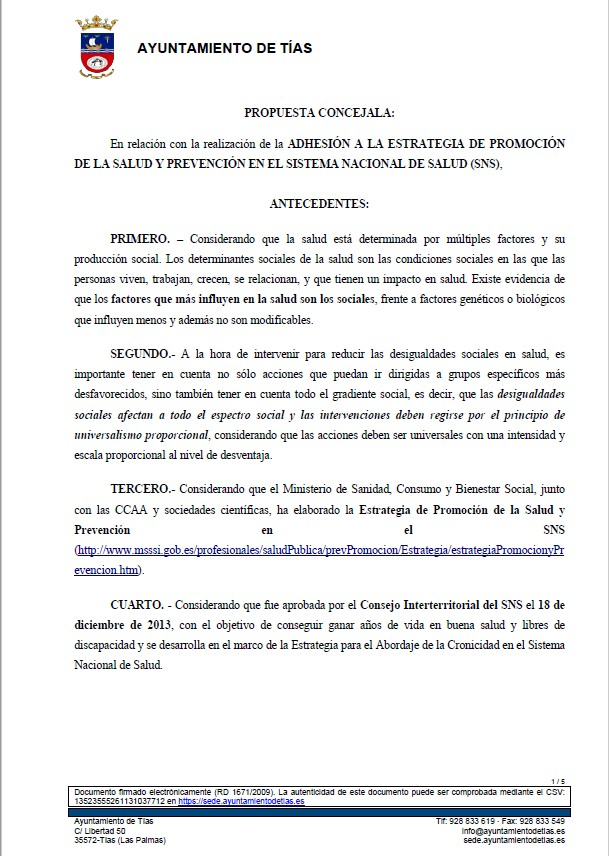 AYUNTAMIENTO DE TÍAS
PROPUESTA CONCEJALA:
En relación con la realización de la ADHESIÓN A LA ESTRATEGIA DE PROMOCIÓN
DE LA SALUD Y PREVENCIÓN EN EL SISTEMA NACIONAL DE SALUD (SNS),
ANTECEDENTES:
PRIMERO. – Considerando que la salud está determinada por múltiples factores y su
producción social. Los determinantes sociales de la salud son las condiciones sociales en las que las
personas viven, trabajan, crecen, se relacionan, y que tienen un impacto en salud. Existe evidencia de
que los factores que más influyen en la salud son los sociales, frente a factores genéticos o biológicos
que influyen menos y además no son modificables.
SEGUNDO.- A la hora de intervenir para reducir las desigualdades sociales en salud, es
importante tener en cuenta no sólo acciones que puedan ir dirigidas a grupos específicos más
desfavorecidos, sino también tener en cuenta todo el gradiente social, es decir, que las desigualdades
sociales afectan a todo el espectro social y las intervenciones deben regirse por el principio de
universalismo proporcional, considerando que las acciones deben ser universales con una intensidad y
escala proporcional al nivel de desventaja.
TERCERO.- Considerando que el Ministerio de Sanidad, Consumo y Bienestar Social, junto
con las CCAA y sociedades científicas, ha elaborado la Estrategia de Promoción de la Salud y
Prevención en el SNS
(http://www.msssi.gob.es/profesionales/saludPublica/prevPromocion/Estrategia/estrategiaPromocionyPr
evencion.htm).
CUARTO. - Considerando que fue aprobada por el Consejo Interterritorial del SNS el 18 de
diciembre de 2013, con el objetivo de conseguir ganar años de vida en buena salud y libres de
discapacidad y se desarrolla en el marco de la Estrategia para el Abordaje de la Cronicidad en el Sistema
Nacional de Salud.
1 / 5
Documento firmado electrónicamente (RD 1671/2009). La autenticidad de este documento puede ser comprobada mediante el CSV:
13523555261131037712 en https://sede.ayuntamientodetias.es
Ayuntamiento de Tías Tlf: 928 833 619 - Fax: 928 833 549
C/ Libertad 50 info@ayuntamientodetias.es
35572-Tías (Las Palmas) sede.ayuntamientodetias.es